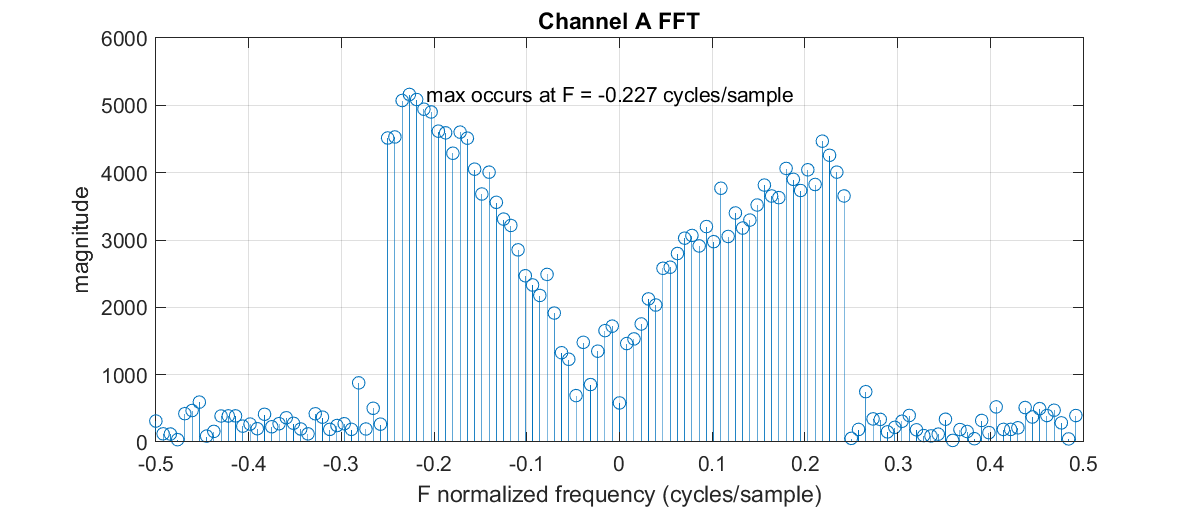 Channel A FFT
6000
max occurs at F = -0.227 cycles/sample
5000
4000
3000
2000
1000
0
magnitude
-0.5 -0.4 -0.3 -0.2 -0.1 0 0.1 0.2 0.3 0.4 0.5
F normalized frequency (cycles/sample)